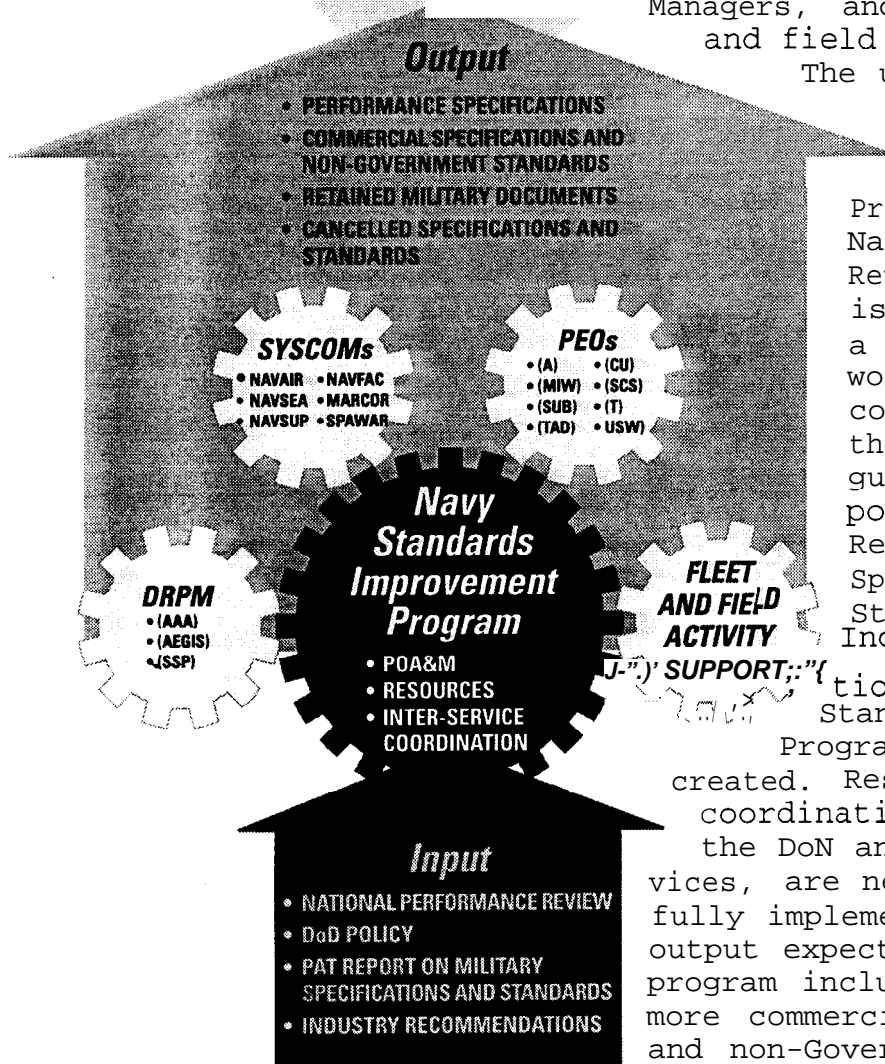 Managers, and
and field
The u
Output
• PERFORMANCE SPECIFICATIONS
• COMMERCIAL SPECIFICATIONS AND
NON-GOVERNMENT STANDARDS
• RETAINED MILITARY DOCUMENTS
• CANCELLED SPECIFICATIONS AND
STANDARDS
SYSCOMs
• NAVAIR • NAVFAC
• NAVSEA • MARCOR
• NAVSUP • SPAWAR
PEOs
• (A) • (CU)
• (MIW) • (SCS)
• (SUB) • (T)
• (TAD) • USW)
Navy
Standards
Improvement
Program
• POA&M
• RESOURCES
• INTER-SERVICE
COORDINATION
DRPM
• (AAA)
• (AEGIS)
• (SSP)
FLEET
AND FIELD
ACTIVITY
SUPPORT
Input
• NATIONAL PERFORMANCE REVIEW
• DoD POLICY
• PAT REPORT ON MILITARY
SPECIFICATIONS AND STANDARDS
• INDUSTRY RECOMMENDATIONS
Pr
Na
Re
is
a
wo
co
th
gu
po
Re
Sp
St
Ind
tic
Stan
Progra
created. Res
coordinati
the DoN an
vices, are ne
fully impleme
output expect
program inclu
more commerci
and non-Gover